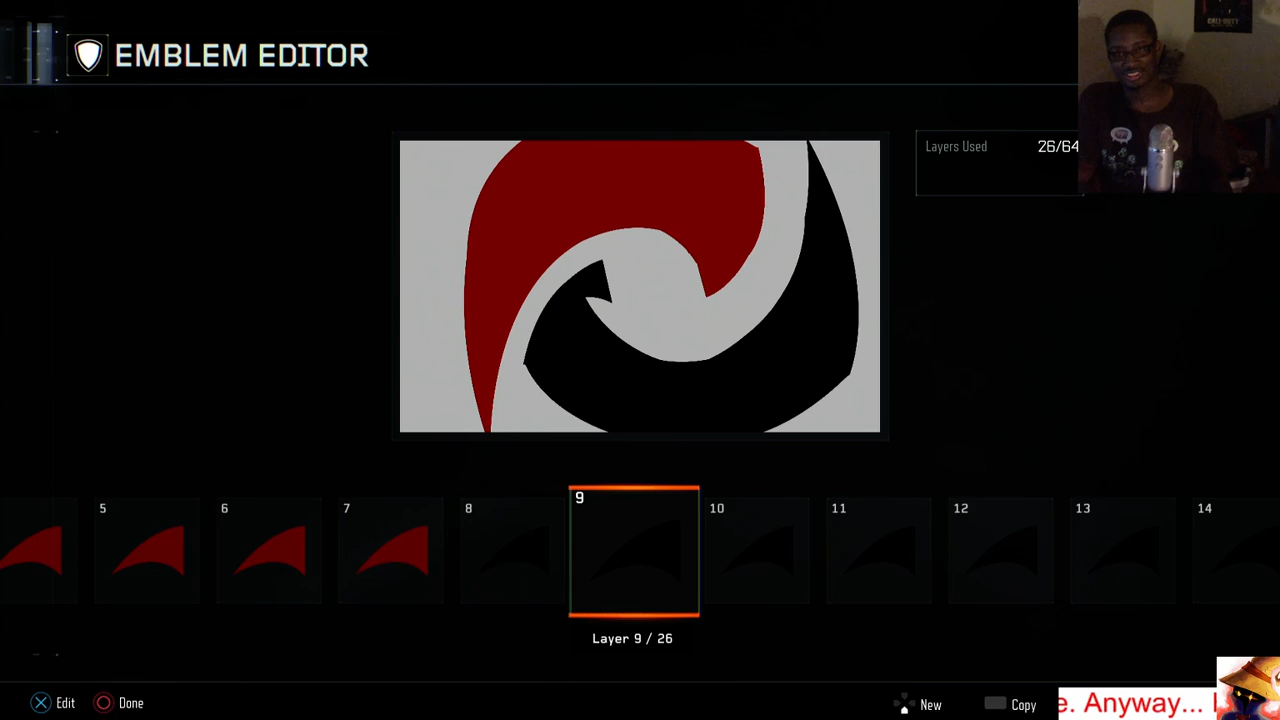 EMBLEM EDITOR
Layers Used 26/64
5 6 7 8 9 10 11 12 13 14
Layer 9 / 26
Edit Done New Copy
e. Anyway...